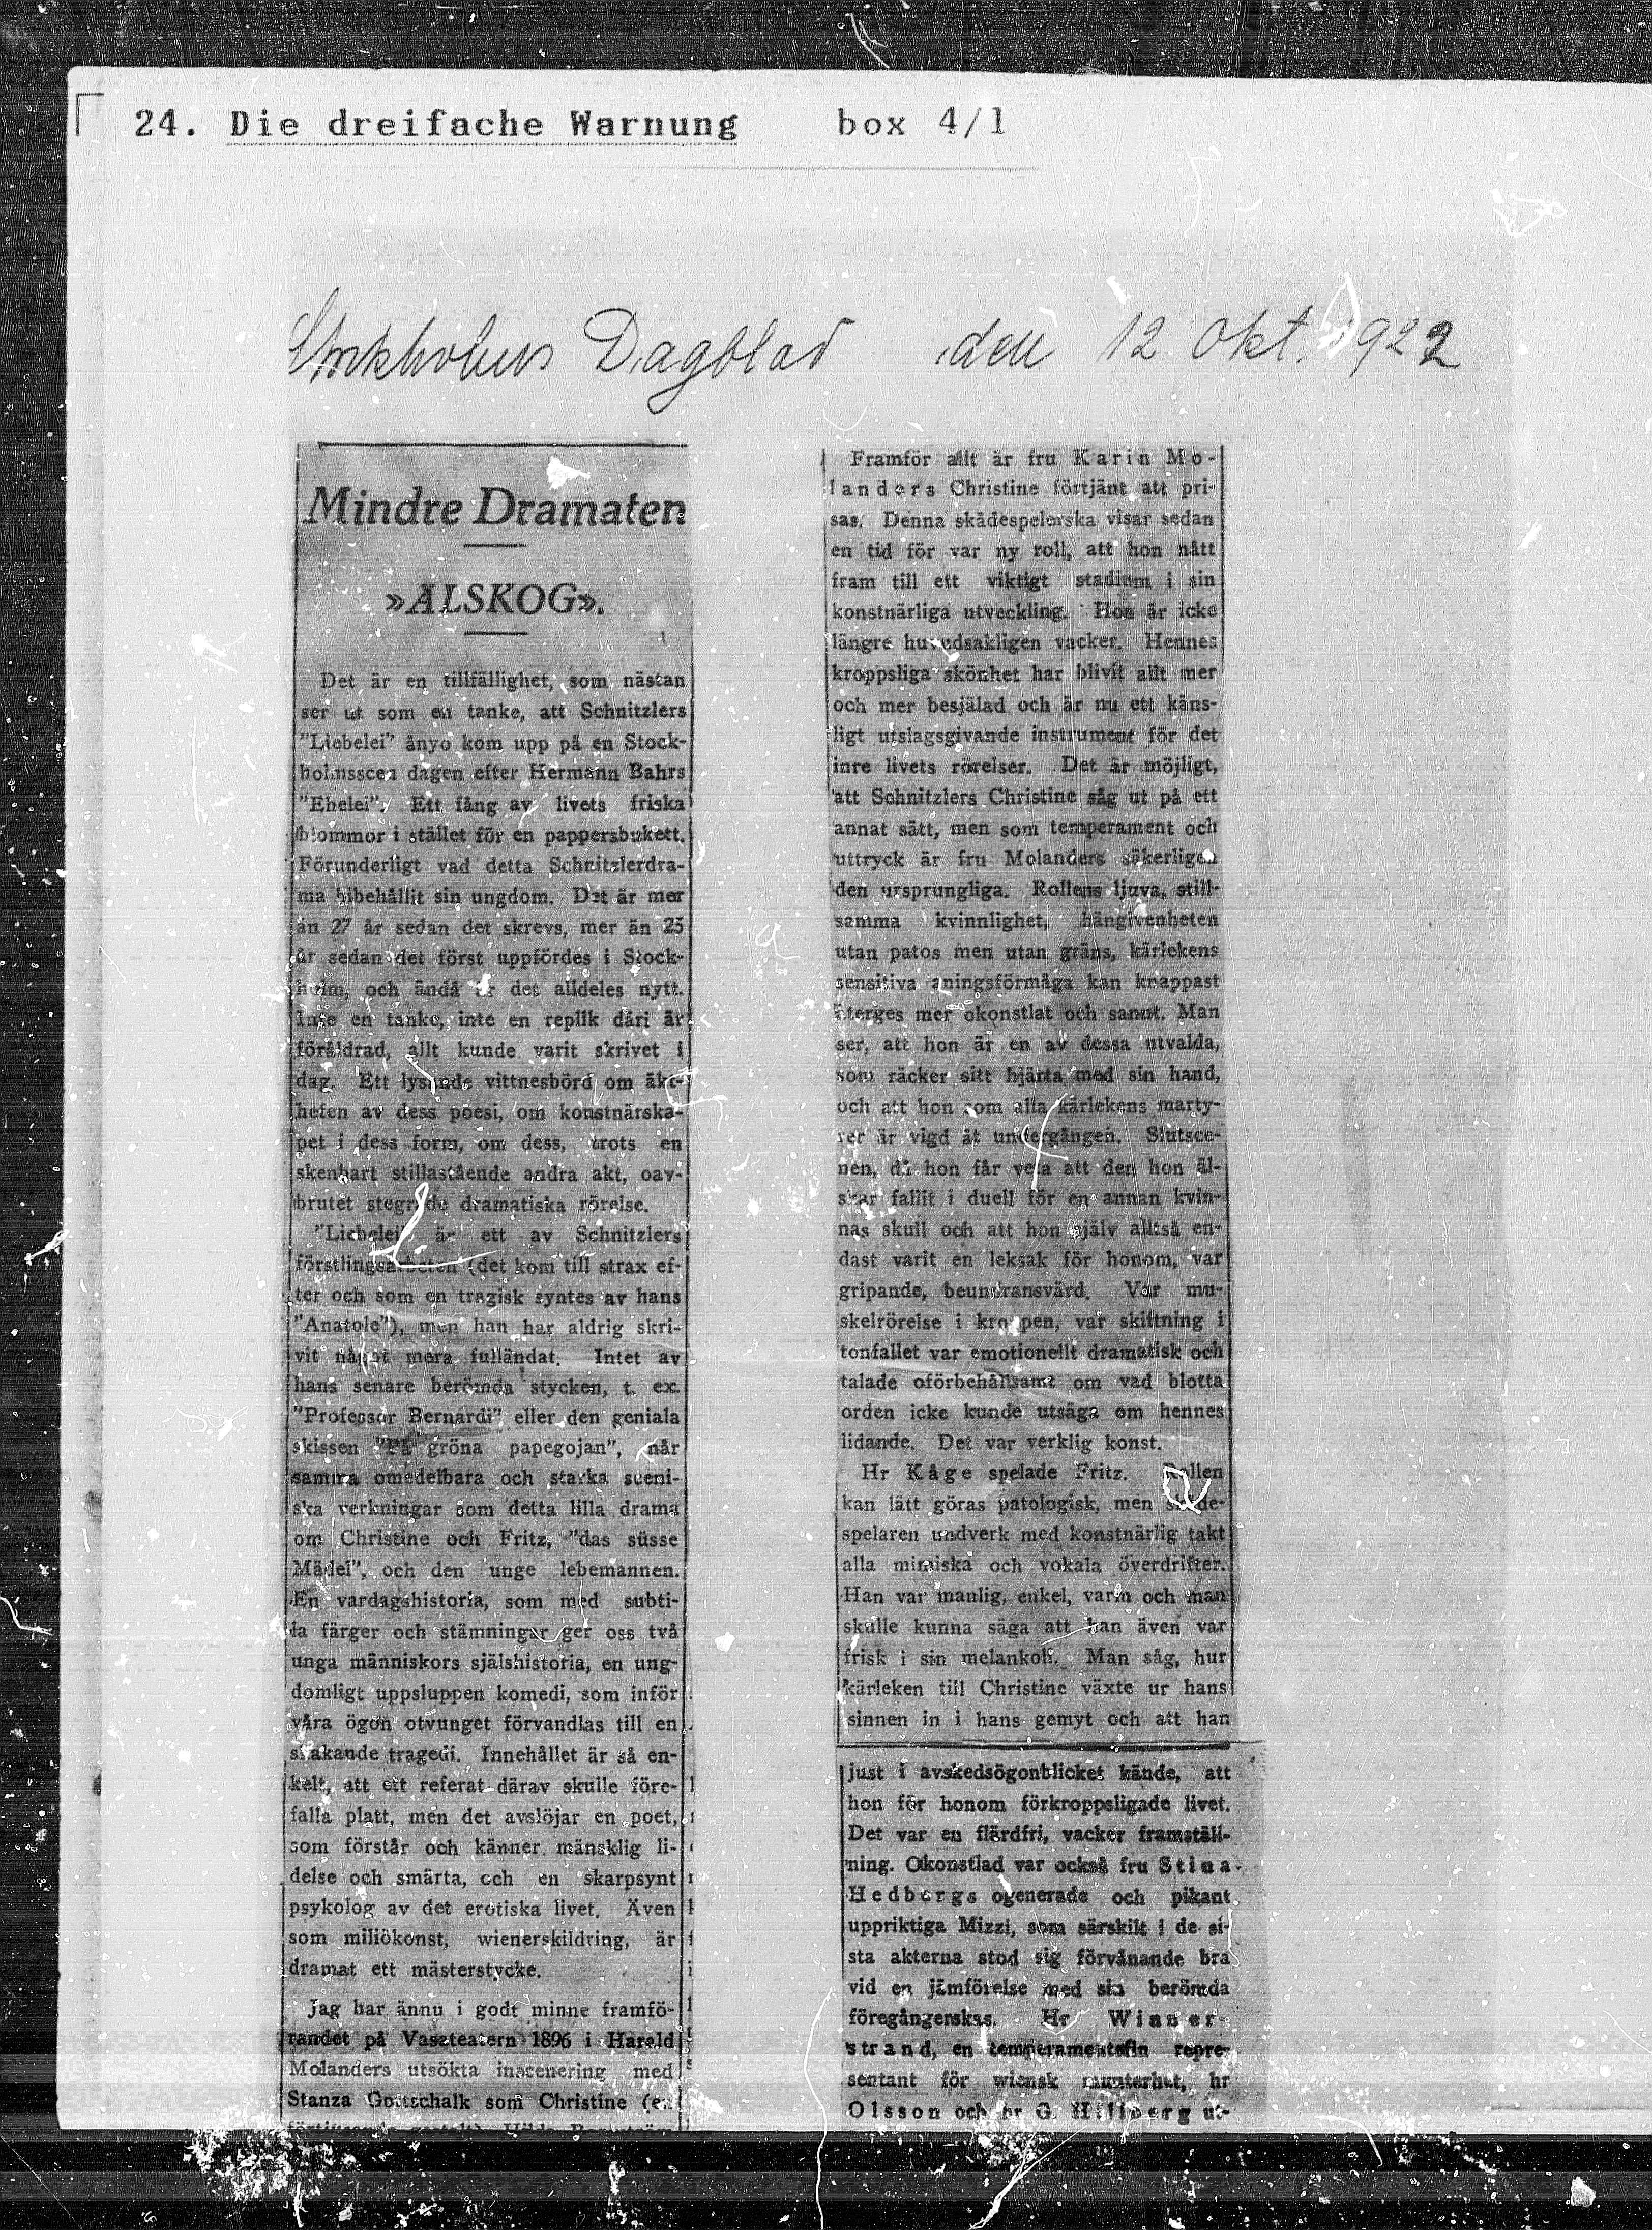 24. Die dreifache Warnung box 4/1
Stockholms Dagblad den 12 Okt. 1922
Mindre Dramaten
»ÄLSKOG».
Det är en tillfällighet, som nästan
ser ut som en tanke, att Schnitzlers
"Liebelei" ånyo kom upp på en Stock-
holmsscen dagen efter Hermann Bahrs
"Ehelei". Ett fång av livets friska
blommor i stället för en pappersbukett.
Förunderligt vad detta Schnitzlerdra-
ma bibehållit sin ungdom. Det är mer
än 27 år sedan det skrevs, mer än 25
år sedan det först uppfördes i Stock-
holm, och ändå är det alldeles nytt.
Inte en tanke, inte en replik däri är
föråldrad, allt kunde varit skrivet i
dag. Ett lysande vittnesbörd om äkt-
heten av dess poesi, om konstnärska-
pet i dess form, om dess, trots en
skenbart stillastående andra akt, oav-
brutet stegrade dramatiska rörelse.
"Liebelei" är ett av Schnitzlers
förstlingsarbeten (det kom till strax ef-
ter och som en tragisk syntes av hans
"Anatole"), men han har aldrig skri-
vit något mera fulländat. Intet av
hans senare berömda stycken, t. ex.
"Professor Bernardi" eller den geniala
skissen "På gröna papegojan", når
samma omedelbara och starka sceni-
ska verkningar som detta lilla drama
om Christine och Fritz, "das süsse
Mädel", och den unge lebemannen.
En vardagshistoria, som med subti-
la färger och stämningar ger oss två
unga människors själshistoria, en ung-
domligt uppsluppen komedi, som inför
våra ögon otvunget förvandlas till en
skakande tragedi. Innehållet är så en-
kelt, att ett referat därav skulle före-
falla platt, men det avslöjar en poet,
som förstår och känner mänsklig li-
delse och smärta, och en skarpsynt
psykolog av det erotiska livet. Även
som miliökonst, wienerskildring, är
dramat ett mästerstycke.
Jag har ännu i godt minne framfö-
randet på Vasateatern 1896 i Harald
Molanders utsökta inscenering med
Stanza Gottschalk som Christine (en
Framför allt är fru Karin Mo-
landers Christine förtjänt att pri-
sas. Denna skådespelerska visar sedan
en tid för var ny roll, att hon nått
fram till ett viktigt stadium i sin
konstnärliga utveckling. Hon är icke
längre huvudsakligen vacker. Hennes
kroppsliga skönhet har blivit allt mer
och mer besjälad och är nu ett käns-
ligt utslagsgivande instrument för det
inre livets rörelser. Det är möjligt,
att Schnitzlers Christine såg ut på ett
annat sätt, men som temperament och
uttryck är fru Molanders säkerligen
den ursprungliga. Rollens ljuva, still-
samma kvinnlighet, hängivenheten
utan patos men utan gräns, kärlekens
sensitiva aningsförmåga kan knappast
återges mer okonstlat och sannt. Man
ser, att hon är en av dessa utvalda,
som räcker sitt hjärta med sin hand,
och att hon som alla kärlekens marty-
rer är vigd åt undergången. Slutsce-
nen, då hon får veta att den hon äl-
skar fallit i duell för en annan kvin-
nas skull och att hon själv alltså en-
dast varit en leksak för honom, var
gripande, beundransvärd. Var mu-
skelrörelse i kroppen, var skiftning i
tonfallet var emotionellt dramatisk och
talade oförbehållsamt om vad blotta
orden icke kunde utsäga om hennes
lidande. Det var verklig konst.
Hr Kåge spelade Fritz. Rollen
kan lätt göras patologisk, men skåde-
spelaren undverk med konstnärlig takt
alla mimiska och vokala överdrifter.
Han var manlig, enkel, varm och man
skulle kunna säga att han även var
frisk i sin melankoli. Man såg, hur
kärleken till Christine växte ur hans
sinnen in i hans gemyt och att han
just i avskedsögonblicket kände, att
hon för honom förkroppsligade livet.
Det var en flärdfri, vacker framställ-
ning. Okonstlad var också fru Stina
Hedbergs ogenerade och pikant
uppriktiga Mizzi, som särskilt i de si-
sta akterna stod sig förvånande bra
vid en jämförelse med sin berömda
föregångerskas. Hr Winner-
strand, en temperamentsfin repre-
sentant för wiensk munterhet, hr
Olsson och hr G. Hillberg ut-